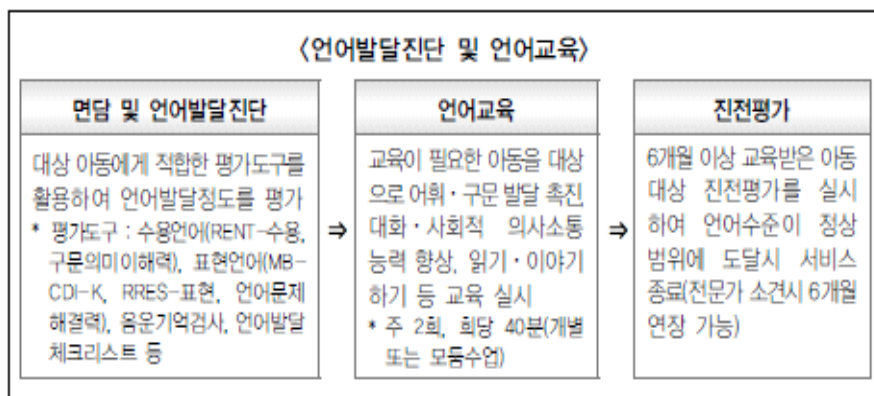 〈언어발달진단 및 언어교육〉
면담 및 언어발달진단
대상 아동에게 적합한 평가도구를
활용하여 언어발달정도를 평가
* 평가도구 : 수용언어(RENT-수용,
구문의미이해력), 표현언어(MB-
CDI-K, RRES-표현, 언어문제
해결력), 음운기억검사, 언어발달
체크리스트 등
⇒
언어교육
교육이 필요한 아동을 대상
으로 어휘·구문 발달 촉진,
대화·사회적 의사소통
능력 향상, 읽기·이야기
하기 등 교육 실시
* 주 2회, 회당 40분(개별
또는 모둠수업)
⇒
진전평가
6개월 이상 교육받은 아동
대상 진전평가를 실시
하여 언어수준이 정상
범위에 도달시 서비스
종료(전문가 소견시 6개월
연장 가능)